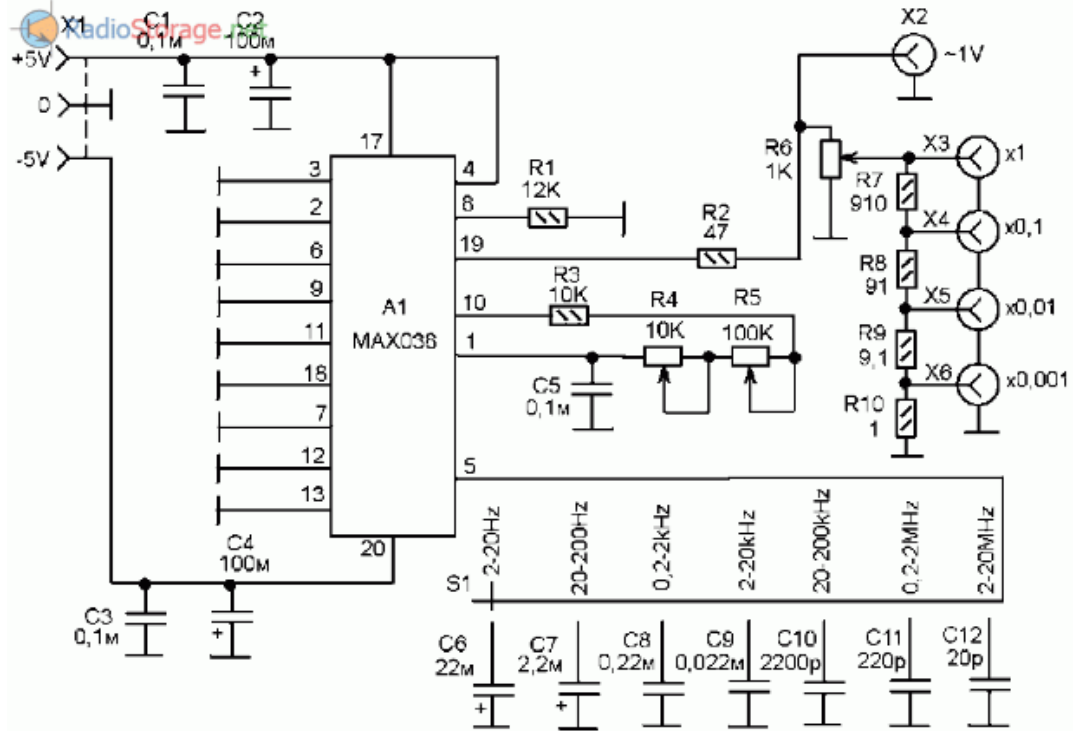 RadioStorage.net
X1
+5V
0
-5V
C1
0,1м
C2
100м
X2
~1V
17
3
2
6
9
11
18
7
12
13
20
4
8
19
10
1
5
A1
MAX038
R1
12K
R2
47
R3
10K
R4
10K
R5
100K
C5
0,1м
R6
1K
X3
x1
R7
910
X4
x0,1
R8
91
X5
x0,01
R9
9,1
X6
x0,001
R10
1
C4
100м
C3
0,1м
S1
2-20Hz
20-200Hz
0,2-2kHz
2-20kHz
20-200kHz
0,2-2MHz
2-20MHz
C6
22м
C7
2,2м
C8
0,22м
C9
0,022м
C10
2200p
C11
220p
C12
20p